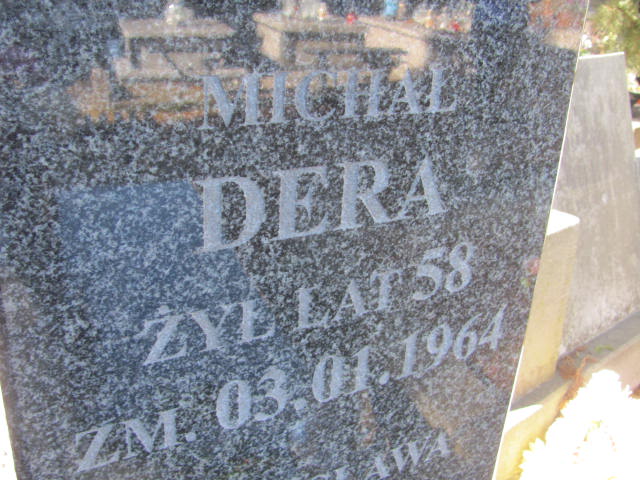 MICHAŁ
DERA
ŻYŁ LAT 58
ZM. 03.01.1964